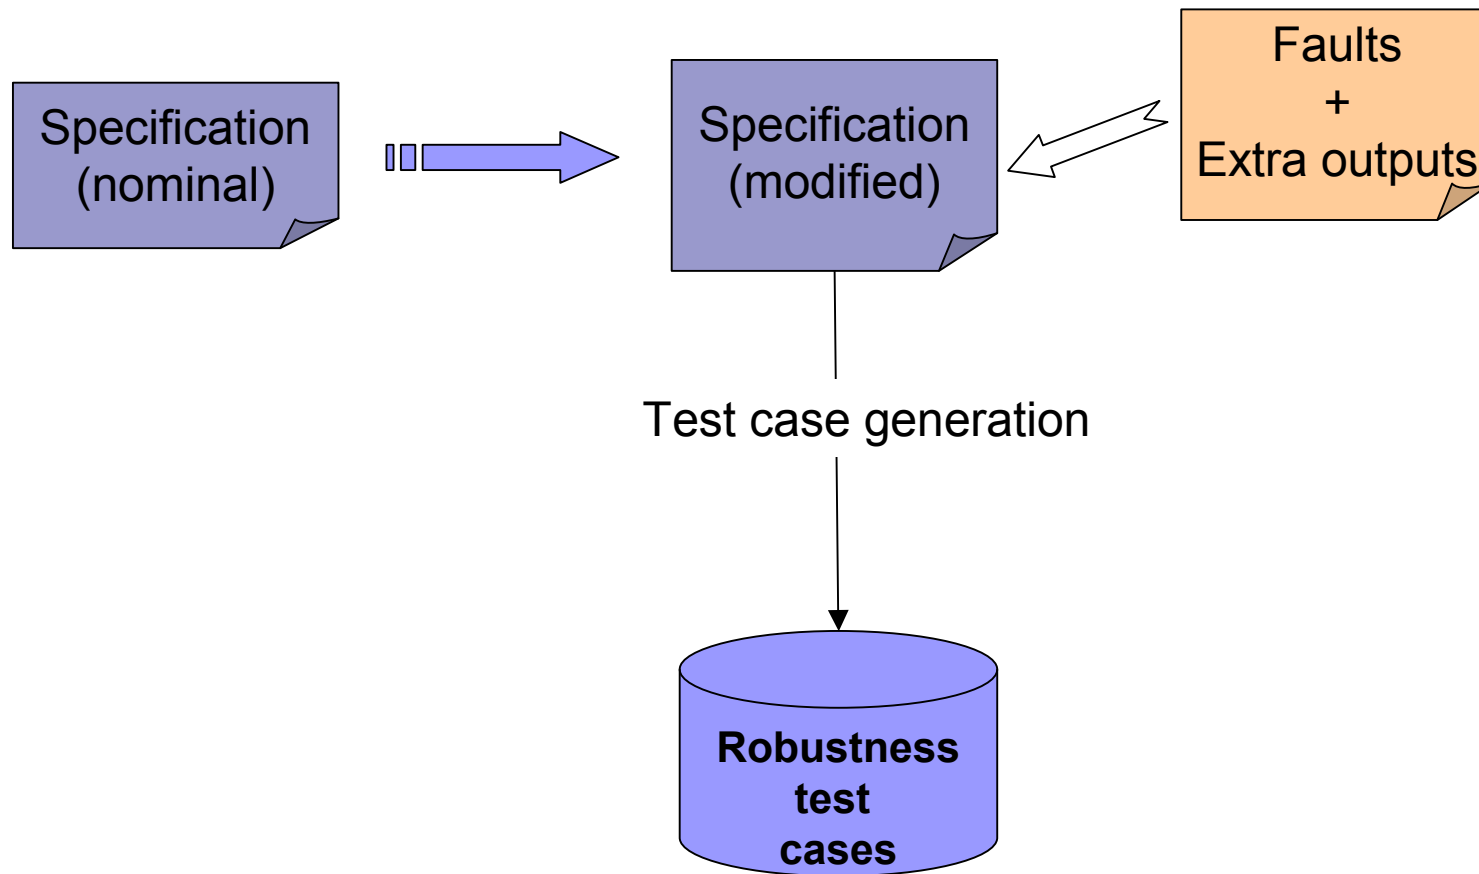 Specification
(nominal)
Specification
(modified)
Faults
+
Extra outputs
Test case generation
Robustness
test
cases